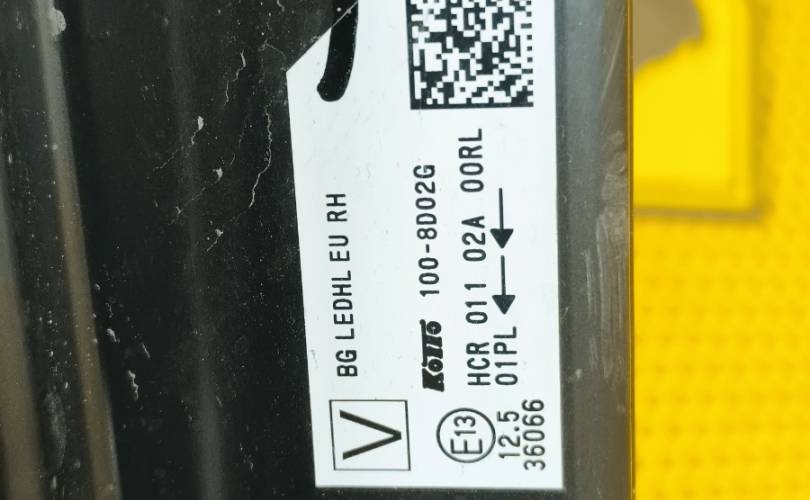 V
BG LEDHL EU RH
KOITO 100-8D02G
E13
HCR 011 02A 00RL
01PL
12.5
36066